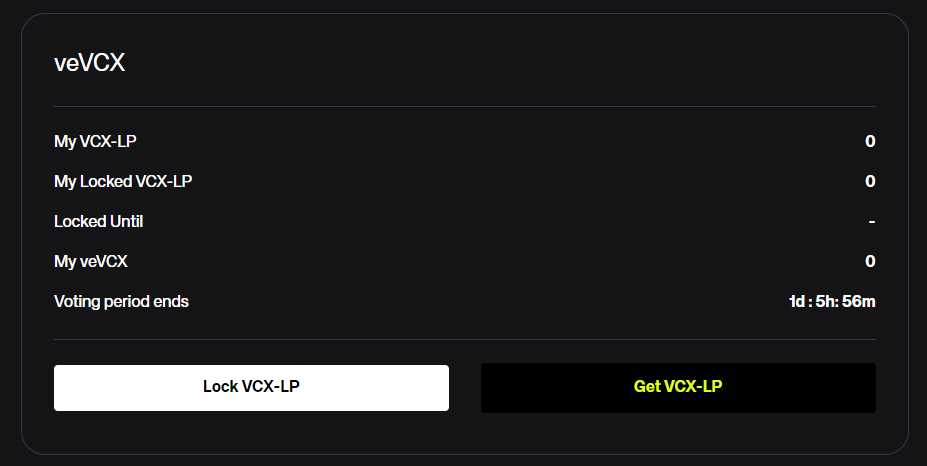 veVCX
My VCX-LP 0
My Locked VCX-LP 0
Locked Until -
My veVCX 0
Voting period ends 1d : 5h: 56m
Lock VCX-LP Get VCX-LP